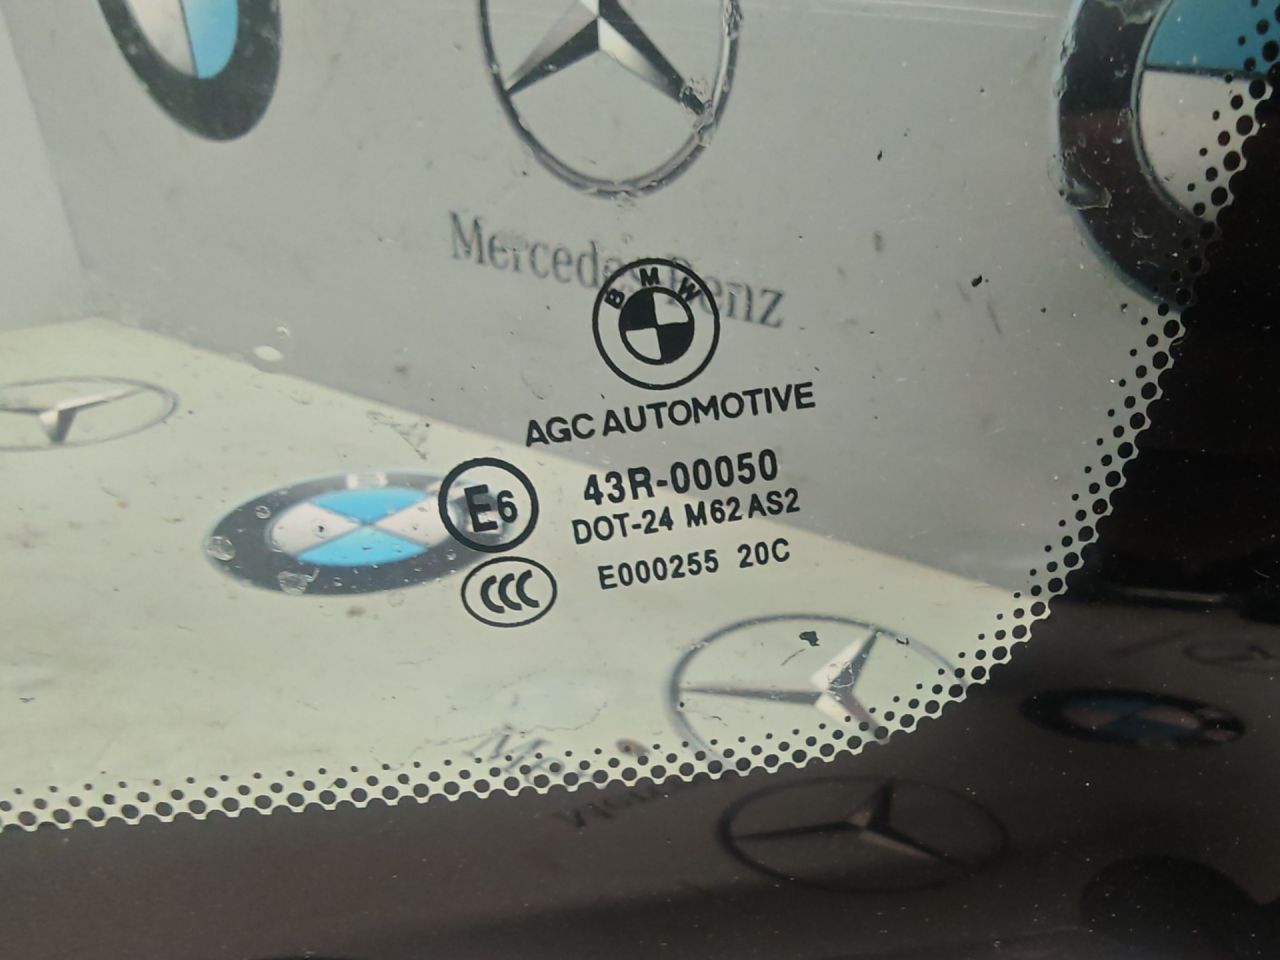 Mercedes Benz
BMW
AGC AUTOMOTIVE
E6
43R-00050
DOT-24 M62 AS2
CCC
E000255 20C